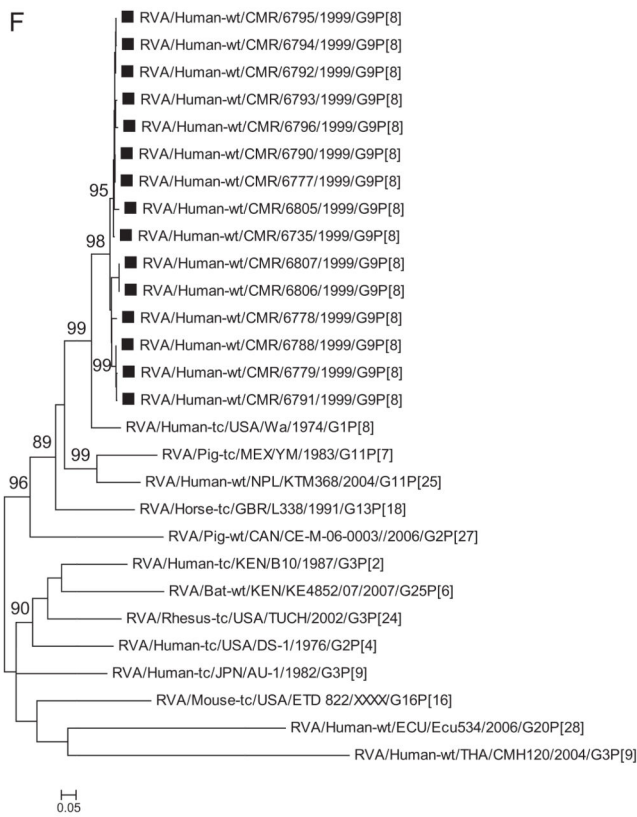 F
RVA/Human-wt/CMR/6795/1999/G9P[8]
RVA/Human-wt/CMR/6794/1999/G9P[8]
RVA/Human-wt/CMR/6792/1999/G9P[8]
RVA/Human-wt/CMR/6793/1999/G9P[8]
RVA/Human-wt/CMR/6796/1999/G9P[8]
RVA/Human-wt/CMR/6790/1999/G9P[8]
RVA/Human-wt/CMR/6777/1999/G9P[8]
95
RVA/Human-wt/CMR/6805/1999/G9P[8]
RVA/Human-wt/CMR/6735/1999/G9P[8]
98
RVA/Human-wt/CMR/6807/1999/G9P[8]
RVA/Human-wt/CMR/6806/1999/G9P[8]
RVA/Human-wt/CMR/6778/1999/G9P[8]
99
RVA/Human-wt/CMR/6788/1999/G9P[8]
99
RVA/Human-wt/CMR/6779/1999/G9P[8]
RVA/Human-wt/CMR/6791/1999/G9P[8]
RVA/Human-tc/USA/Wa/1974/G1P[8]
89
RVA/Pig-tc/MEX/YM/1983/G11P[7]
99
RVA/Human-wt/NPL/KTM368/2004/G11P[25]
96
RVA/Horse-tc/GBR/L338/1991/G13P[18]
RVA/Pig-wt/CAN/CE-M-06-0003//2006/G2P[27]
RVA/Human-tc/KEN/B10/1987/G3P[2]
RVA/Bat-wt/KEN/KE4852/07/2007/G25P[6]
90
RVA/Rhesus-tc/USA/TUCH/2002/G3P[24]
RVA/Human-tc/USA/DS-1/1976/G2P[4]
RVA/Human-tc/JPN/AU-1/1982/G3P[9]
RVA/Mouse-tc/USA/ETD 822/XXXX/G16P[16]
RVA/Human-wt/ECU/Ecu534/2006/G20P[28]
RVA/Human-wt/THA/CMH120/2004/G3P[9]
0.05